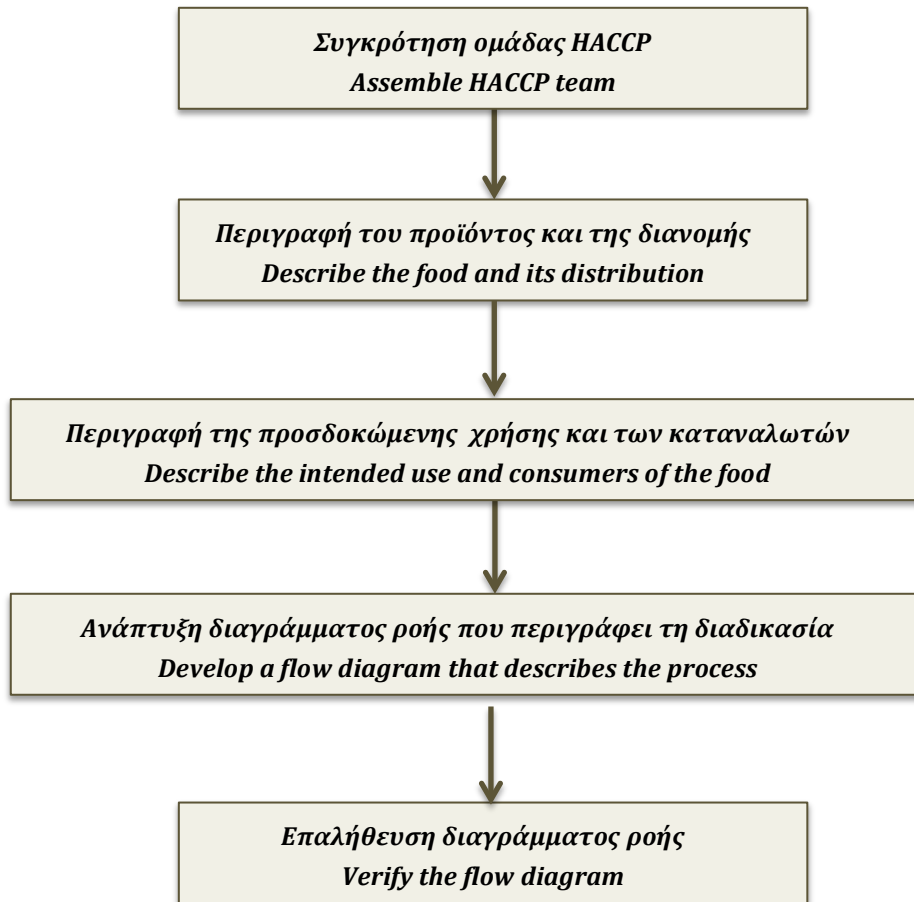 Συγκρότηση ομάδας HACCP
Assemble HACCP team
Περιγραφή του προϊόντος και της διανομής
Describe the food and its distribution
Περιγραφή της προσδοκώμενης χρήσης και των καταναλωτών
Describe the intended use and consumers of the food
Ανάπτυξη διαγράμματος ροής που περιγράφει τη διαδικασία
Develop a flow diagram that describes the process
Επαλήθευση διαγράμματος ροής
Verify the flow diagram